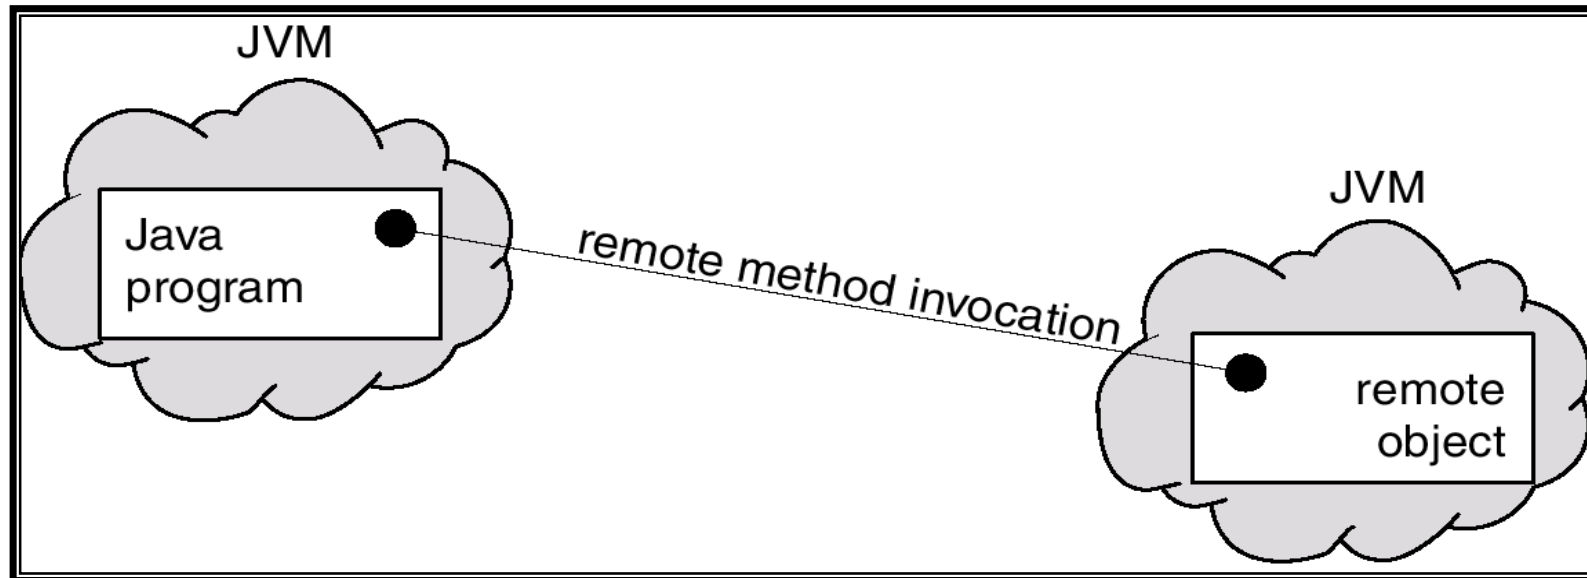 JVM
Java
program
remote method invocation
JVM
remote
object